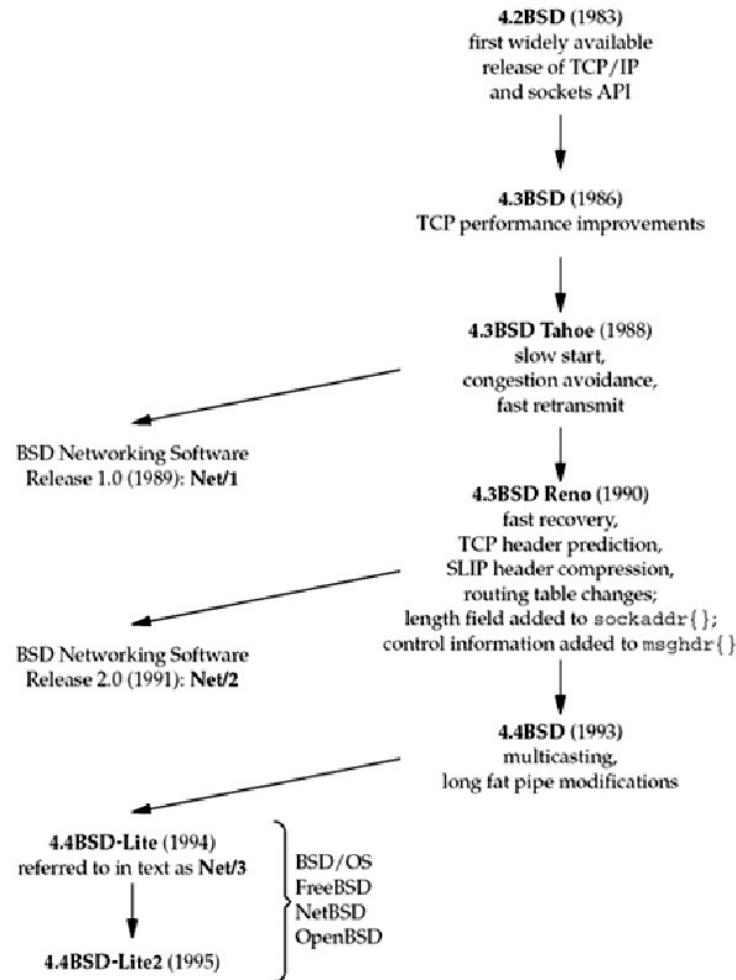 4.2BSD (1983)
first widely available
release of TCP/IP
and sockets API
4.3BSD (1986)
TCP performance improvements
4.3BSD Tahoe (1988)
slow start,
congestion avoidance,
fast retransmit
BSD Networking Software
Release 1.0 (1989): Net/1
4.3BSD Reno (1990)
fast recovery,
TCP header prediction,
SLIP header compression,
routing table changes;
length field added to sockaddr{};
control information added to msghdr{}
BSD Networking Software
Release 2.0 (1991): Net/2
4.4BSD (1993)
multicasting,
long fat pipe modifications
4.4BSD-Lite (1994)
referred to in text as Net/3
4.4BSD-Lite2 (1995)
BSD/OS
FreeBSD
NetBSD
OpenBSD